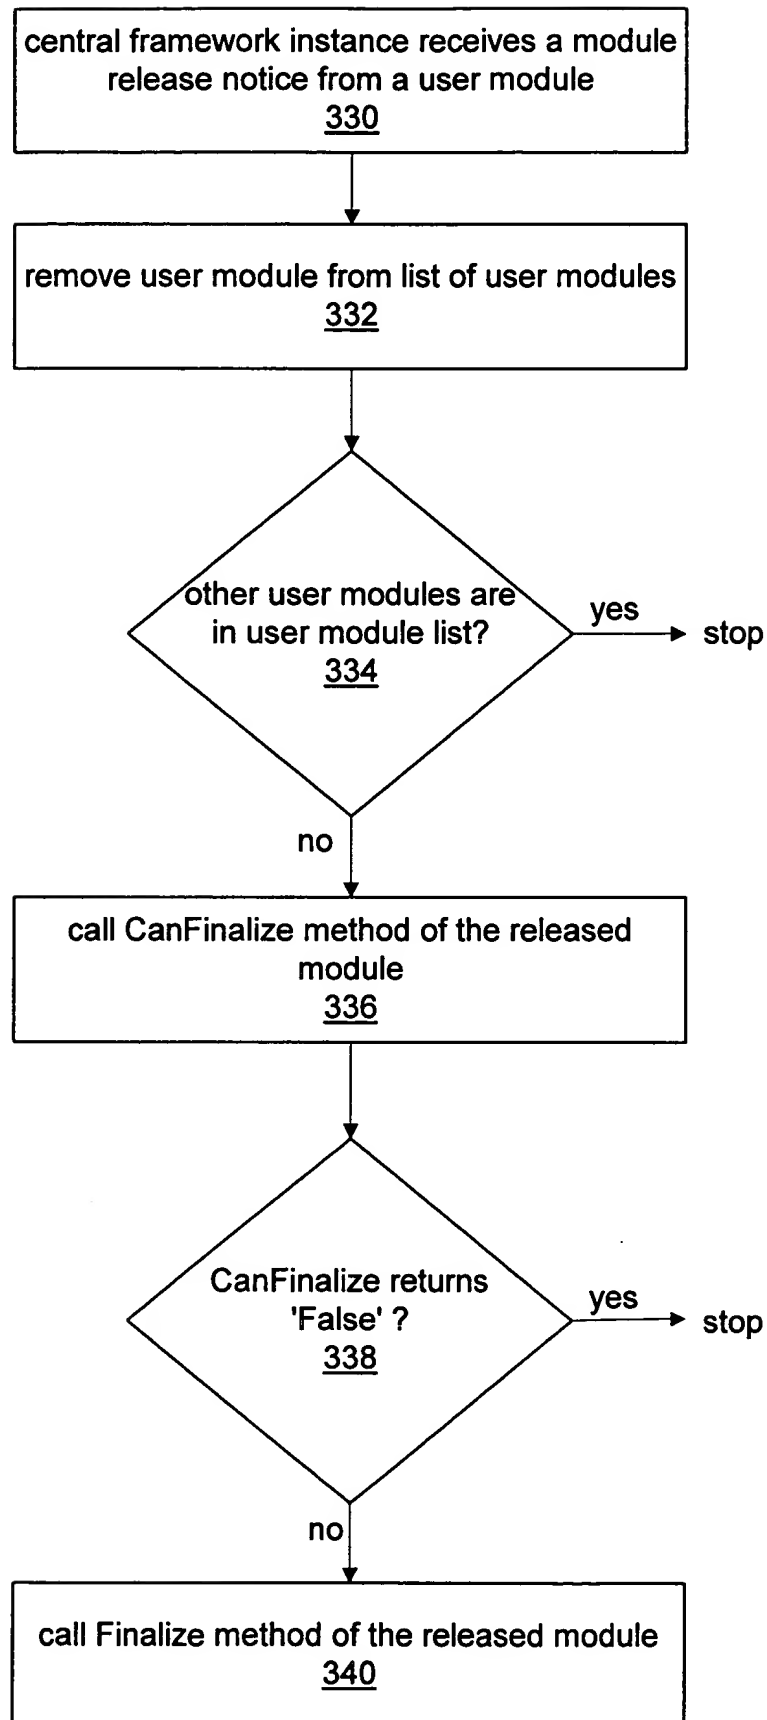 central framework instance receives a module
release notice from a user module
330
remove user module from list of user modules
332
other user modules are
in user module list?
334
yes
stop
no
call CanFinalize method of the released
module
336
CanFinalize returns
'False' ?
338
yes
stop
no
call Finalize method of the released module
340